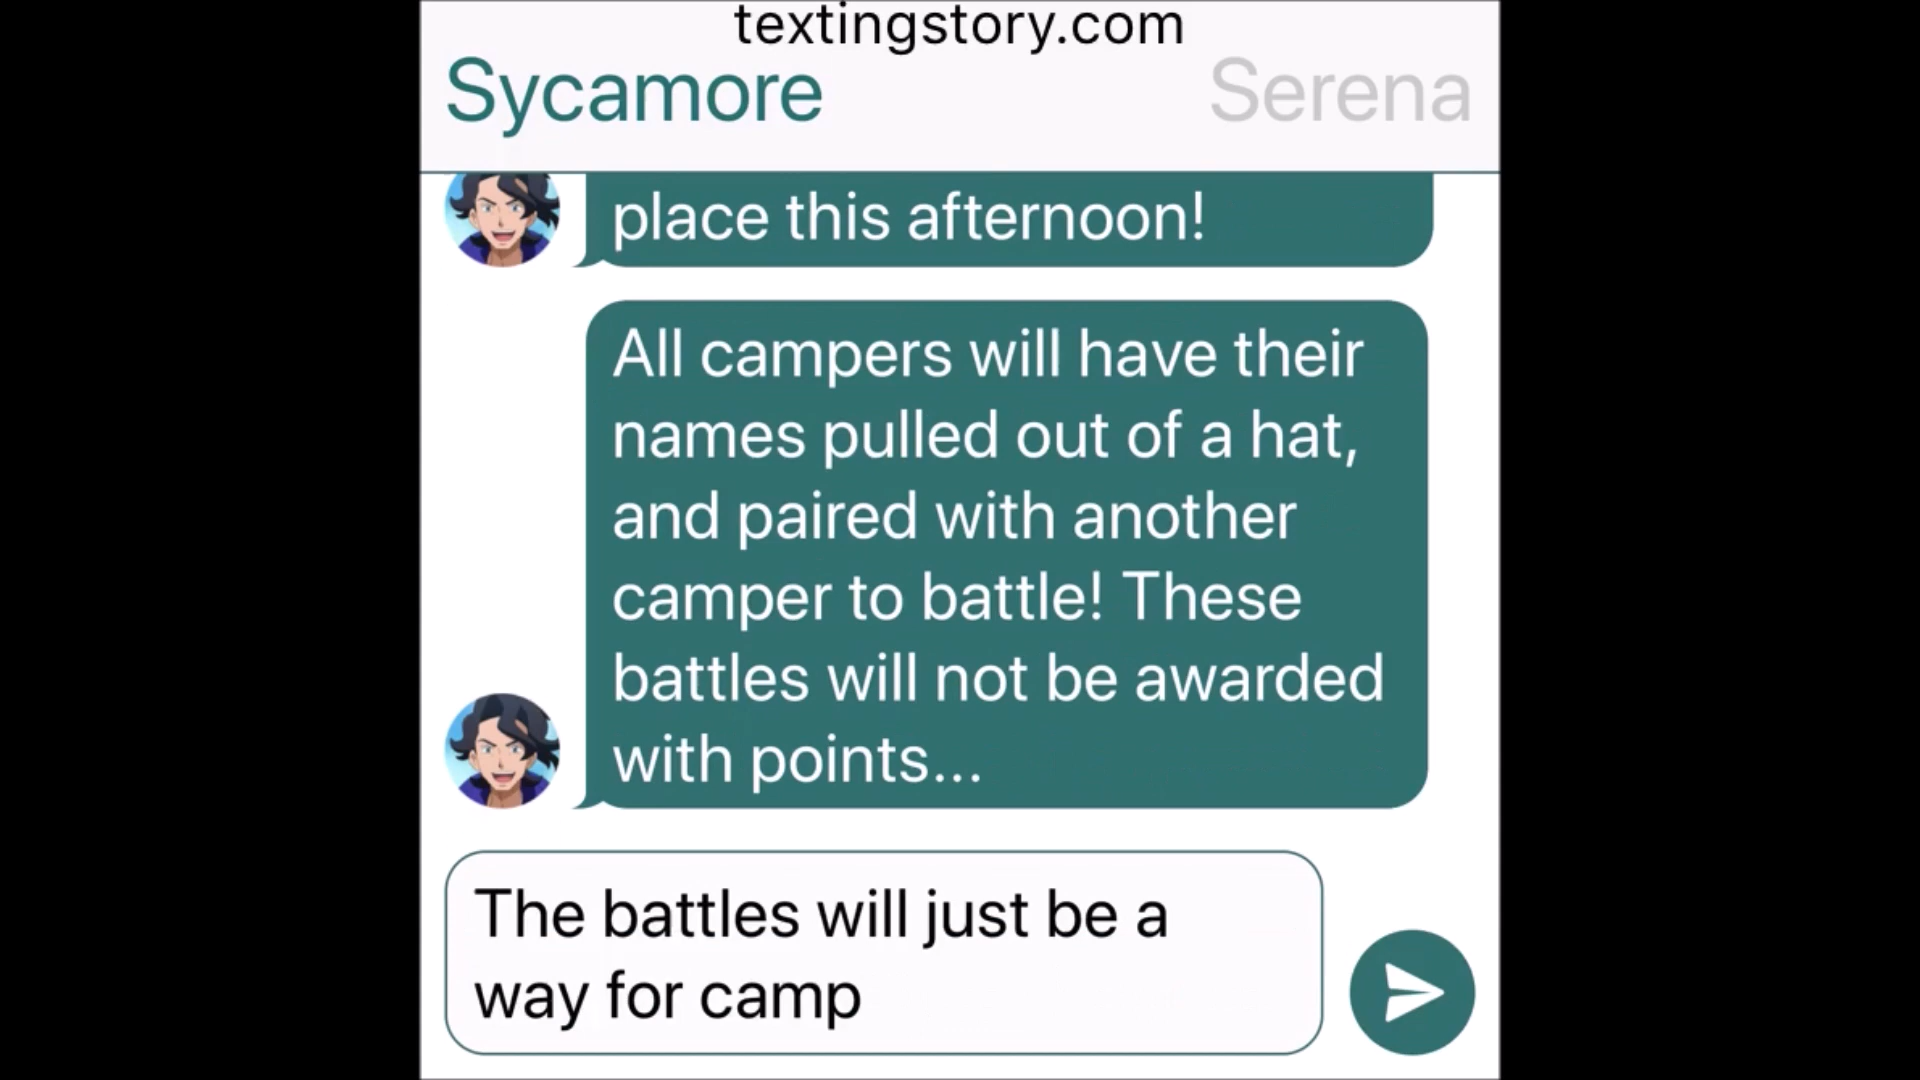 textingstory.com
Sycamore
Serena
place this afternoon!
All campers will have their
names pulled out of a hat,
and paired with another
camper to battle! These
battles will not be awarded
with points...
The battles will just be a
way for camp